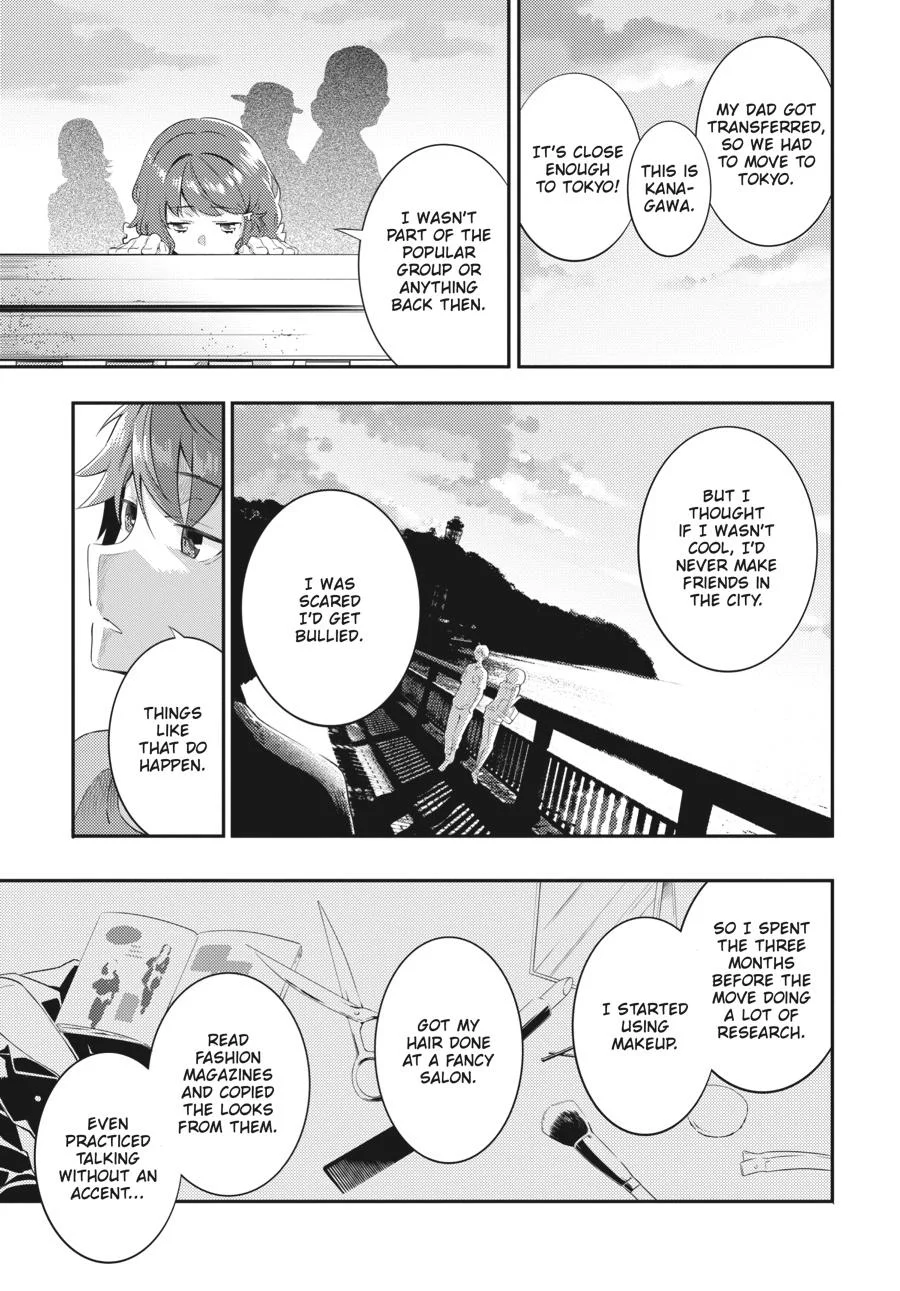 MY DAD GOT
TRANSFERRED,
SO WE HAD
TO MOVE TO
TOKYO.
THIS IS
KANA-
GAWA.
IT'S CLOSE
ENOUGH
TO TOKYO!
I WASN'T
PART OF THE
POPULAR
GROUP OR
ANYTHING
BACK THEN.
BUT I
THOUGHT
IF I WASN'T
COOL, I'D
NEVER MAKE
FRIENDS IN
THE CITY.
I WAS
SCARED
I'D GET
BULLIED.
THINGS
LIKE
THAT DO
HAPPEN.
SO I SPENT
THE THREE
MONTHS
BEFORE THE
MOVE DOING
A LOT OF
RESEARCH.
I STARTED
USING
MAKEUP.
GOT MY
HAIR DONE
AT A FANCY
SALON.
READ
FASHION
MAGAZINES
AND COPIED
THE LOOKS
FROM THEM.
EVEN
PRACTICED
TALKING
WITHOUT AN
ACCENT...